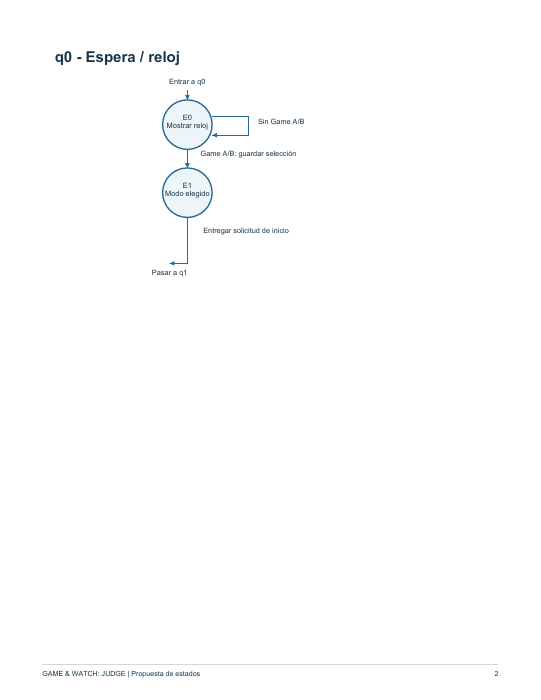 q0 - Espera / reloj
Entrar a q0
E0
Mostrar reloj
Sin Game A/B
Game A/B: guardar selección
E1
Modo elegido
Entregar solicitud de inicio
Pasar a q1
GAME & WATCH: JUDGE | Propuesta de estados 2